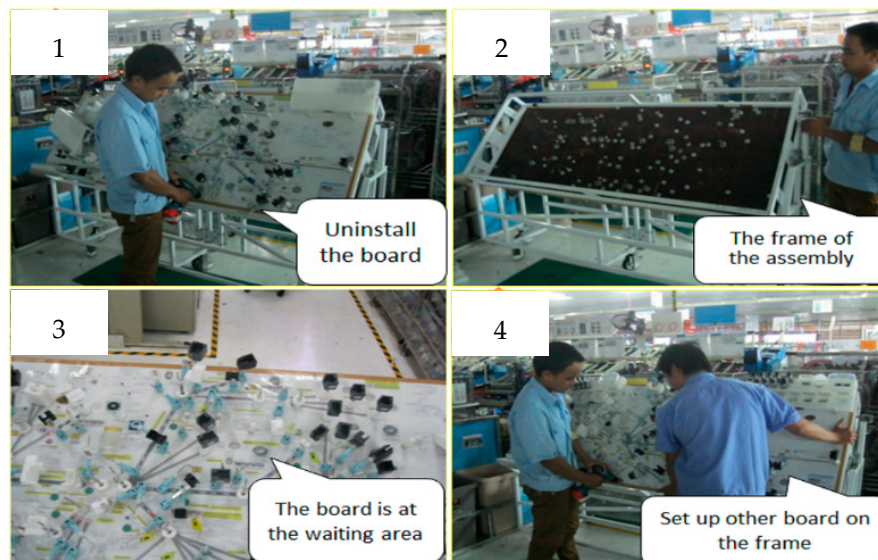 1
Uninstall
the board
2
The frame of
the assembly
3
The board is at
the waiting area
4
Set up other board on
the frame